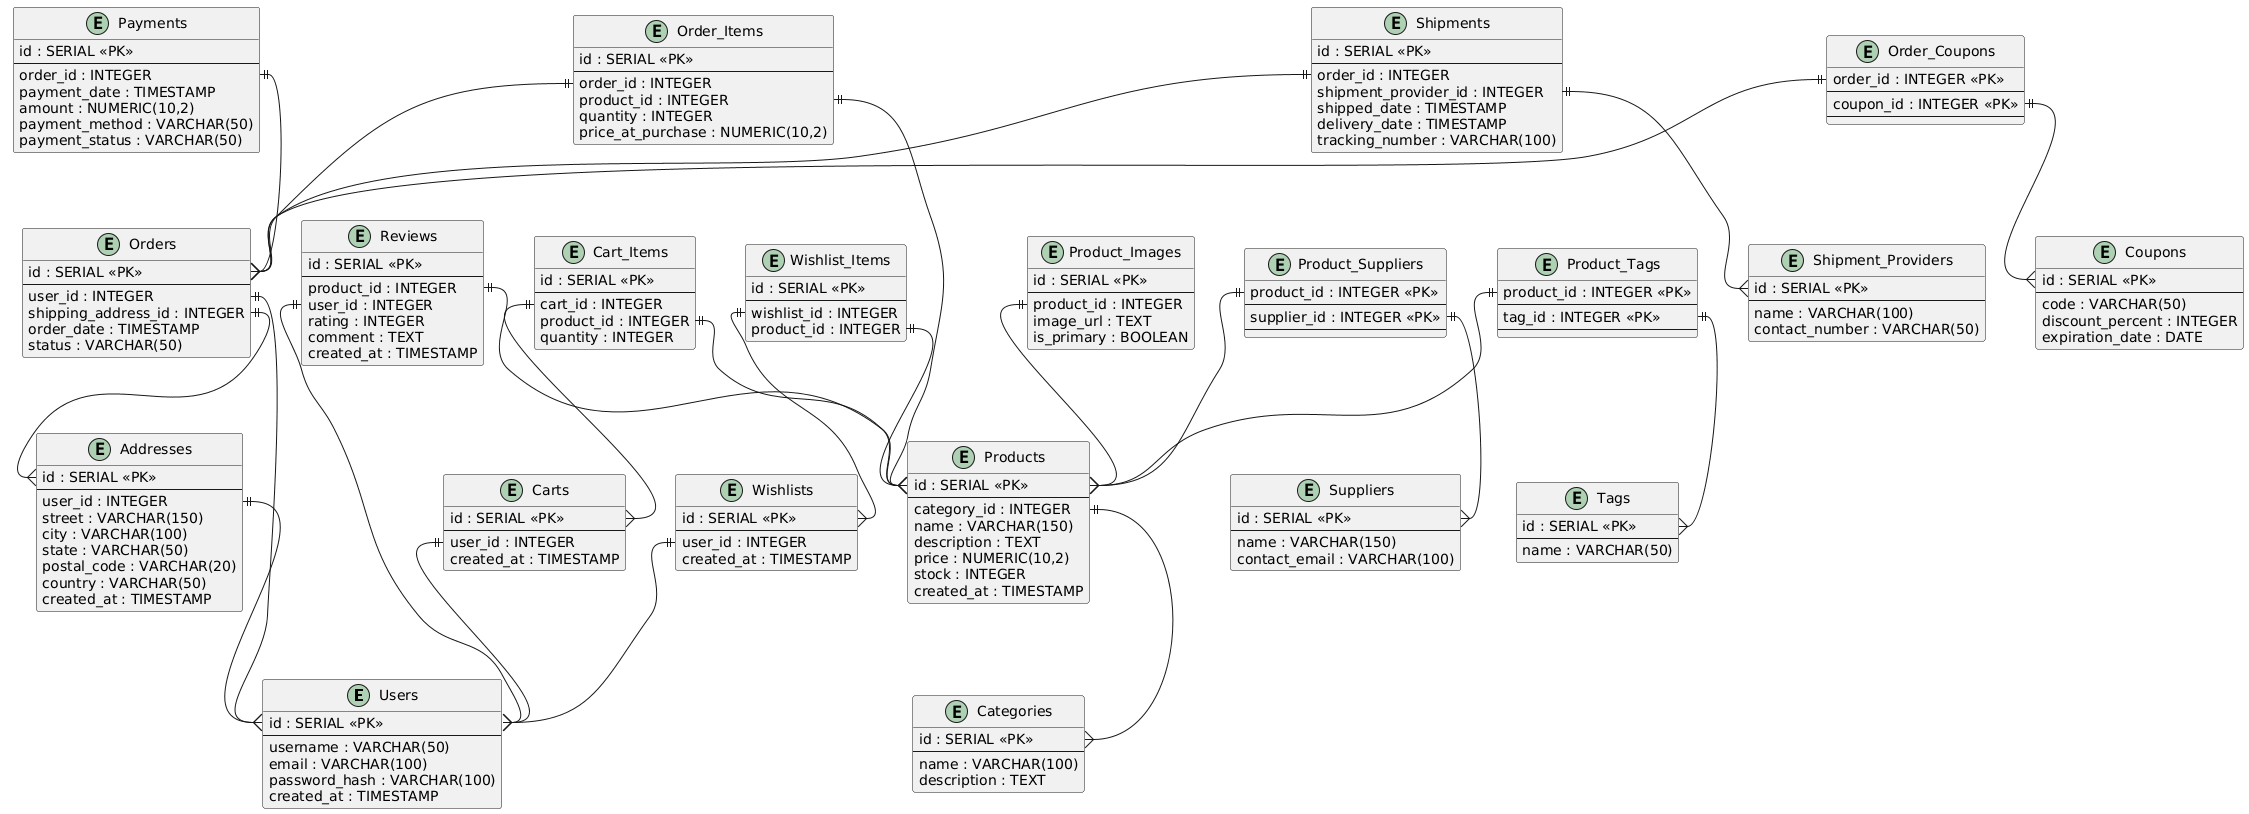 E Payments
id : SERIAL «PK»
order_id : INTEGER
payment_date : TIMESTAMP
amount : NUMERIC(10,2)
payment_method : VARCHAR(50)
payment_status : VARCHAR(50)
E Order_Items
id : SERIAL «PK»
order_id : INTEGER
product_id : INTEGER
quantity : INTEGER
price_at_purchase : NUMERIC(10,2)
E Shipments
id : SERIAL «PK»
order_id : INTEGER
shipment_provider_id : INTEGER
shipped_date : TIMESTAMP
delivery_date : TIMESTAMP
tracking_number : VARCHAR(100)
E Order_Coupons
order_id : INTEGER «PK»
coupon_id : INTEGER «PK»
E Orders
id : SERIAL «PK»
user_id : INTEGER
shipping_address_id : INTEGER
order_date : TIMESTAMP
status : VARCHAR(50)
E Reviews
id : SERIAL «PK»
product_id : INTEGER
user_id : INTEGER
rating : INTEGER
comment : TEXT
created_at : TIMESTAMP
E Cart_Items
id : SERIAL «PK»
cart_id : INTEGER
product_id : INTEGER
quantity : INTEGER
E Wishlist_Items
id : SERIAL «PK»
wishlist_id : INTEGER
product_id : INTEGER
E Product_Images
id : SERIAL «PK»
product_id : INTEGER
image_url : TEXT
is_primary : BOOLEAN
E Product_Suppliers
product_id : INTEGER «PK»
supplier_id : INTEGER «PK»
E Product_Tags
product_id : INTEGER «PK»
tag_id : INTEGER «PK»
E Shipment_Providers
id : SERIAL «PK»
name : VARCHAR(100)
contact_number : VARCHAR(50)
E Coupons
id : SERIAL «PK»
code : VARCHAR(50)
discount_percent : INTEGER
expiration_date : DATE
E Addresses
id : SERIAL «PK»
user_id : INTEGER
street : VARCHAR(150)
city : VARCHAR(100)
state : VARCHAR(50)
postal_code : VARCHAR(20)
country : VARCHAR(50)
created_at : TIMESTAMP
E Carts
id : SERIAL «PK»
user_id : INTEGER
created_at : TIMESTAMP
E Wishlists
id : SERIAL «PK»
user_id : INTEGER
created_at : TIMESTAMP
E Products
id : SERIAL «PK»
category_id : INTEGER
name : VARCHAR(150)
description : TEXT
price : NUMERIC(10,2)
stock : INTEGER
created_at : TIMESTAMP
E Suppliers
id : SERIAL «PK»
name : VARCHAR(150)
contact_email : VARCHAR(100)
E Tags
id : SERIAL «PK»
name : VARCHAR(50)
E Users
id : SERIAL «PK»
username : VARCHAR(50)
email : VARCHAR(100)
password_hash : VARCHAR(100)
created_at : TIMESTAMP
E Categories
id : SERIAL «PK»
name : VARCHAR(100)
description : TEXT